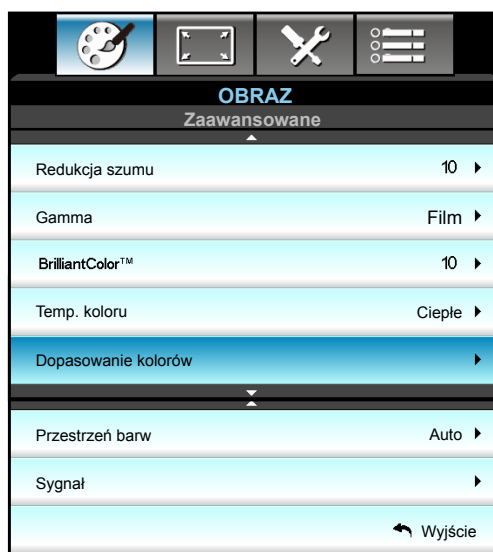 OBRAZ
Zaawansowane
Redukcja szumu 10
Gamma Film
BrilliantColor™ 10
Temp. koloru Ciepłe
Dopasowanie kolorów
Przestrzeń barw Auto
Sygnał
Wyjście